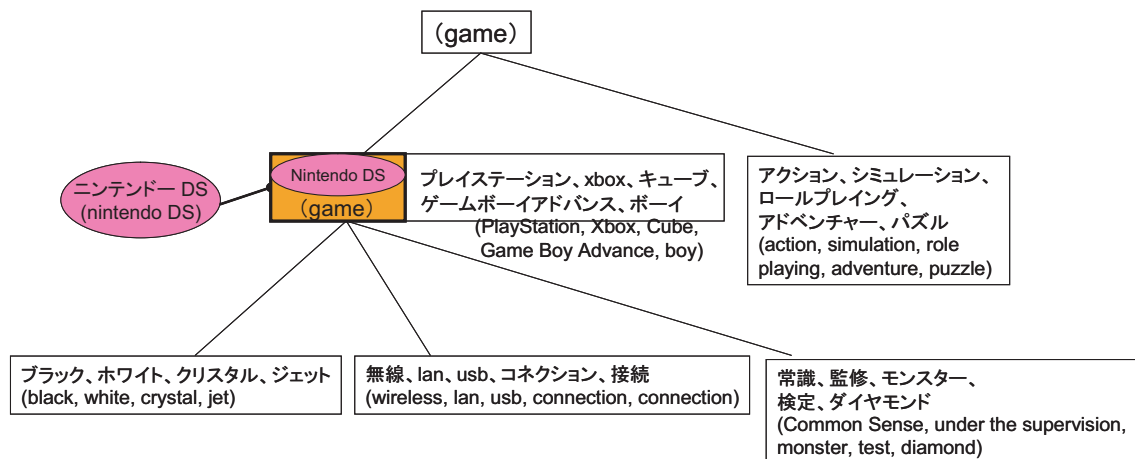 （game）
ニンテンドー DS
(nintendo DS)
Nintendo DS
（game）
プレイステーション、xbox、キューブ、
ゲームボーイアドバンス、ボーイ
(PlayStation, Xbox, Cube,
Game Boy Advance, boy)
アクション、シミュレーション、
ロールプレイング、
アドベンチャー、パズル
(action, simulation, role
playing, adventure, puzzle)
ブラック、ホワイト、クリスタル、ジェット
(black, white, crystal, jet)
無線、lan、usb、コネクション、接続
(wireless, lan, usb, connection, connection)
常識、監修、モンスター、
検定、ダイヤモンド
(Common Sense, under the supervision,
monster, test, diamond)